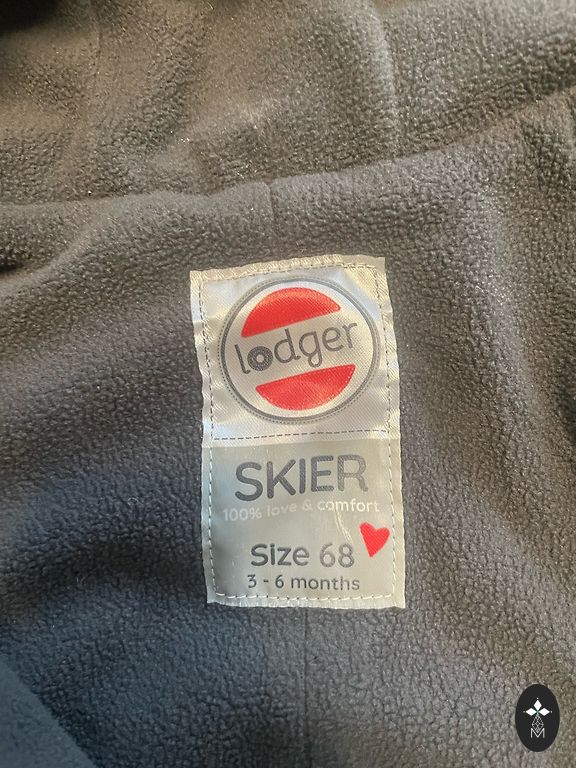 lodger
SKIER
100% love & comfort
Size 68
3 - 6 months
M